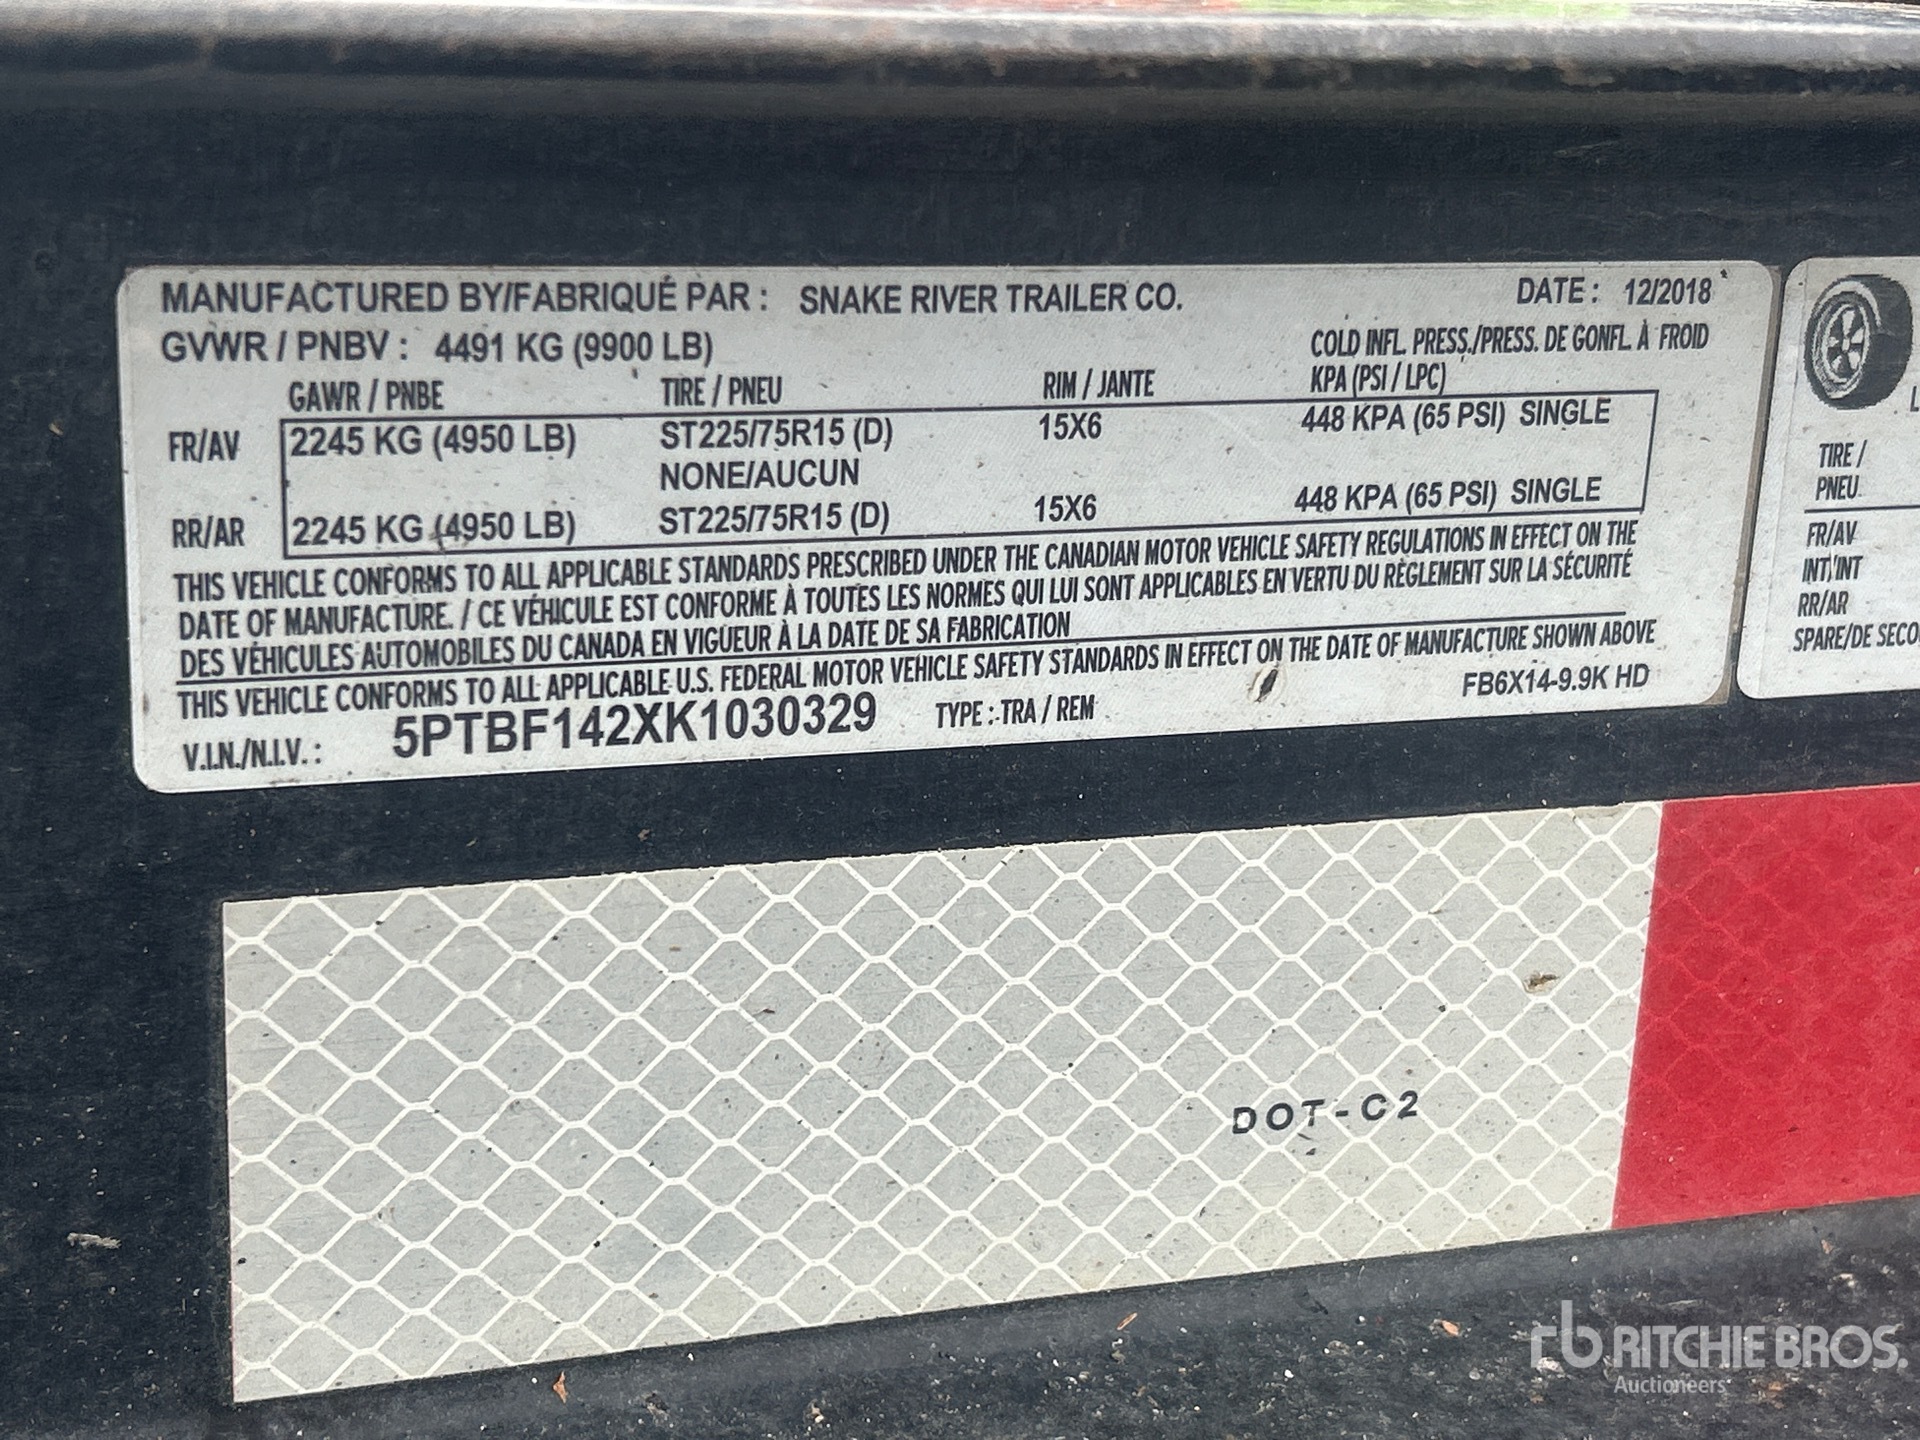 MANUFACTURED BY/FABRIQUÉ PAR : SNAKE RIVER TRAILER CO. DATE : 12/2018
GVWR / PNBV : 4491 KG (9900 LB)
COLD INFL. PRESS./PRESS. DE GONFL. À FROID
GAWR / PNBE TIRE / PNEU RIM / JANTE KPA (PSI / LPC)
FR/AV 2245 KG (4950 LB) ST225/75R15 (D) 15X6 448 KPA (65 PSI) SINGLE
NONE/AUCUN
RR/AR 2245 KG (4950 LB) ST225/75R15 (D) 15X6 448 KPA (65 PSI) SINGLE
THIS VEHICLE CONFORMS TO ALL APPLICABLE STANDARDS PRESCRIBED UNDER THE CANADIAN MOTOR VEHICLE SAFETY REGULATIONS IN EFFECT ON THE
DATE OF MANUFACTURE. / CE VÉHICULE EST CONFORME À TOUTES LES NORMES QUI LUI SONT APPLICABLES EN VERTU DU RÈGLEMENT SUR LA SÉCURITÉ
DES VÉHICULES AUTOMOBILES DU CANADA EN VIGUEUR À LA DATE DE SA FABRICATION
THIS VEHICLE CONFORMS TO ALL APPLICABLE U.S. FEDERAL MOTOR VEHICLE SAFETY STANDARDS IN EFFECT ON THE DATE OF MANUFACTURE SHOWN ABOVE
V.I.N./N.I.V. : 5PTBF142XK1030329 TYPE : TRA / REM FB6X14-9.9K HD
TIRE /
PNEU
FR/AV
INT/INT
RR/AR
SPARE/DE SECO
DOT-C2
rb RITCHIE BROS.
Auctioneers